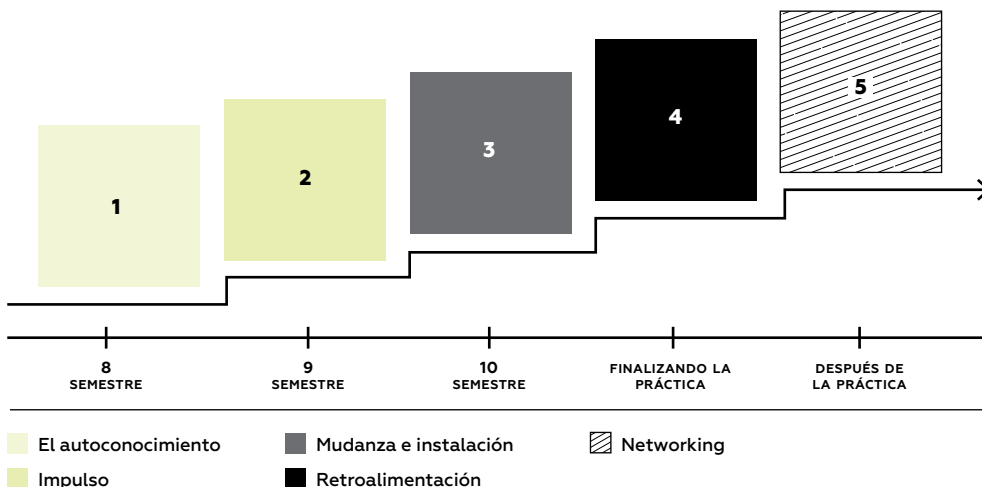 1
2
3
4
5
8
SEMESTRE
9
SEMESTRE
10
SEMESTRE
FINALIZANDO LA
PRÁCTICA
DESPUÉS DE
LA PRÁCTICA
El autoconocimiento
Impulso
Mudanza e instalación
Retroalimentación
Networking